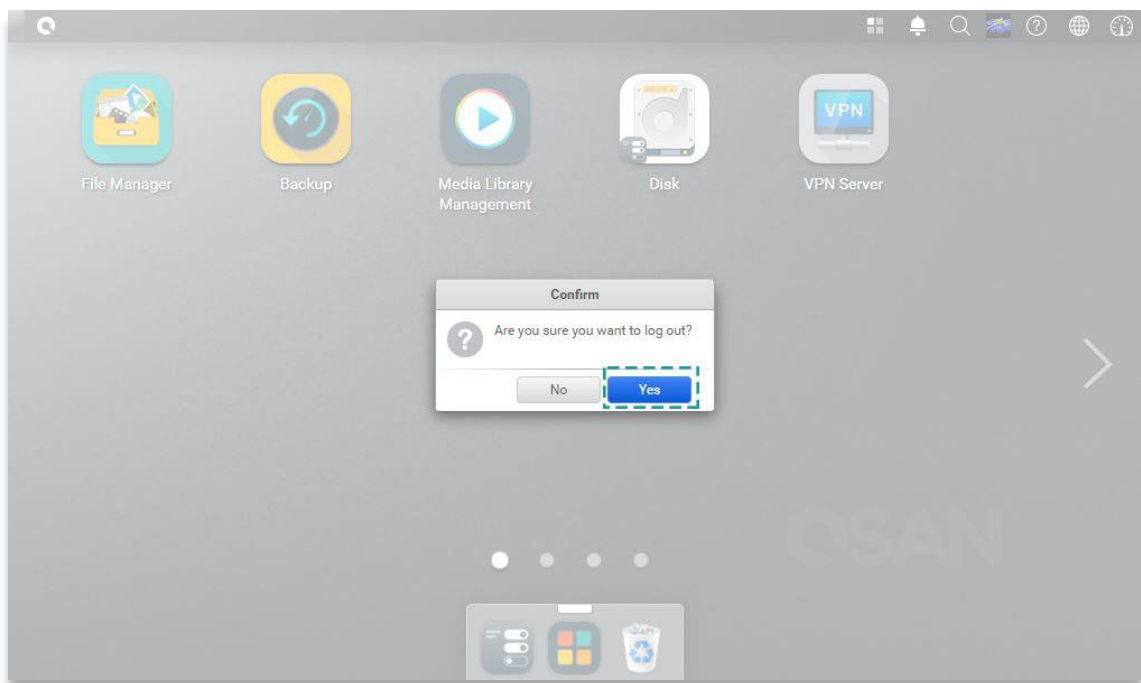 VPN
File Manager
Backup
Media Library
Management
Disk
VPN Server
Confirm
Are you sure you want to log out?
No
Yes
QSAN